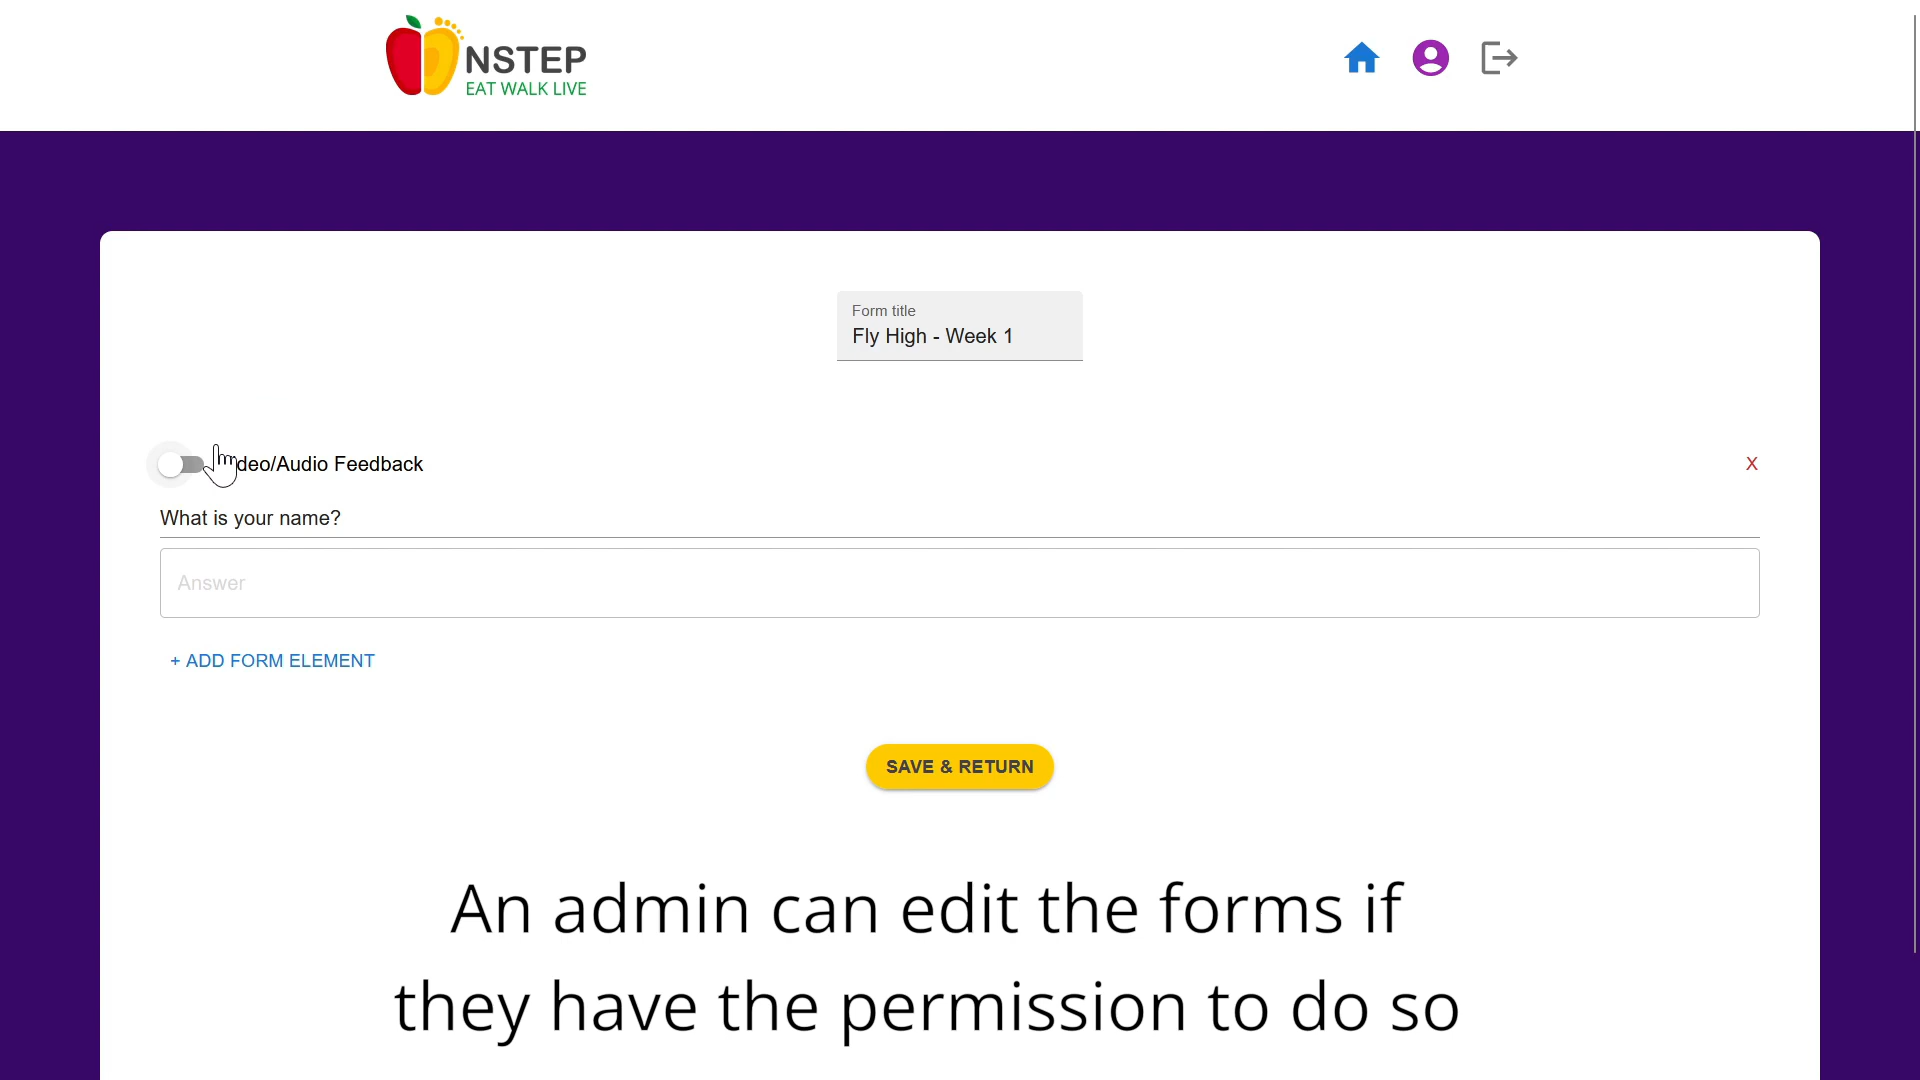 NSTEP
EAT WALK LIVE
Form title
Fly High - Week 1
deo/Audio Feedback
X
What is your name?
Answer
+ ADD FORM ELEMENT
SAVE & RETURN
An admin can edit the forms if
they have the permission to do so